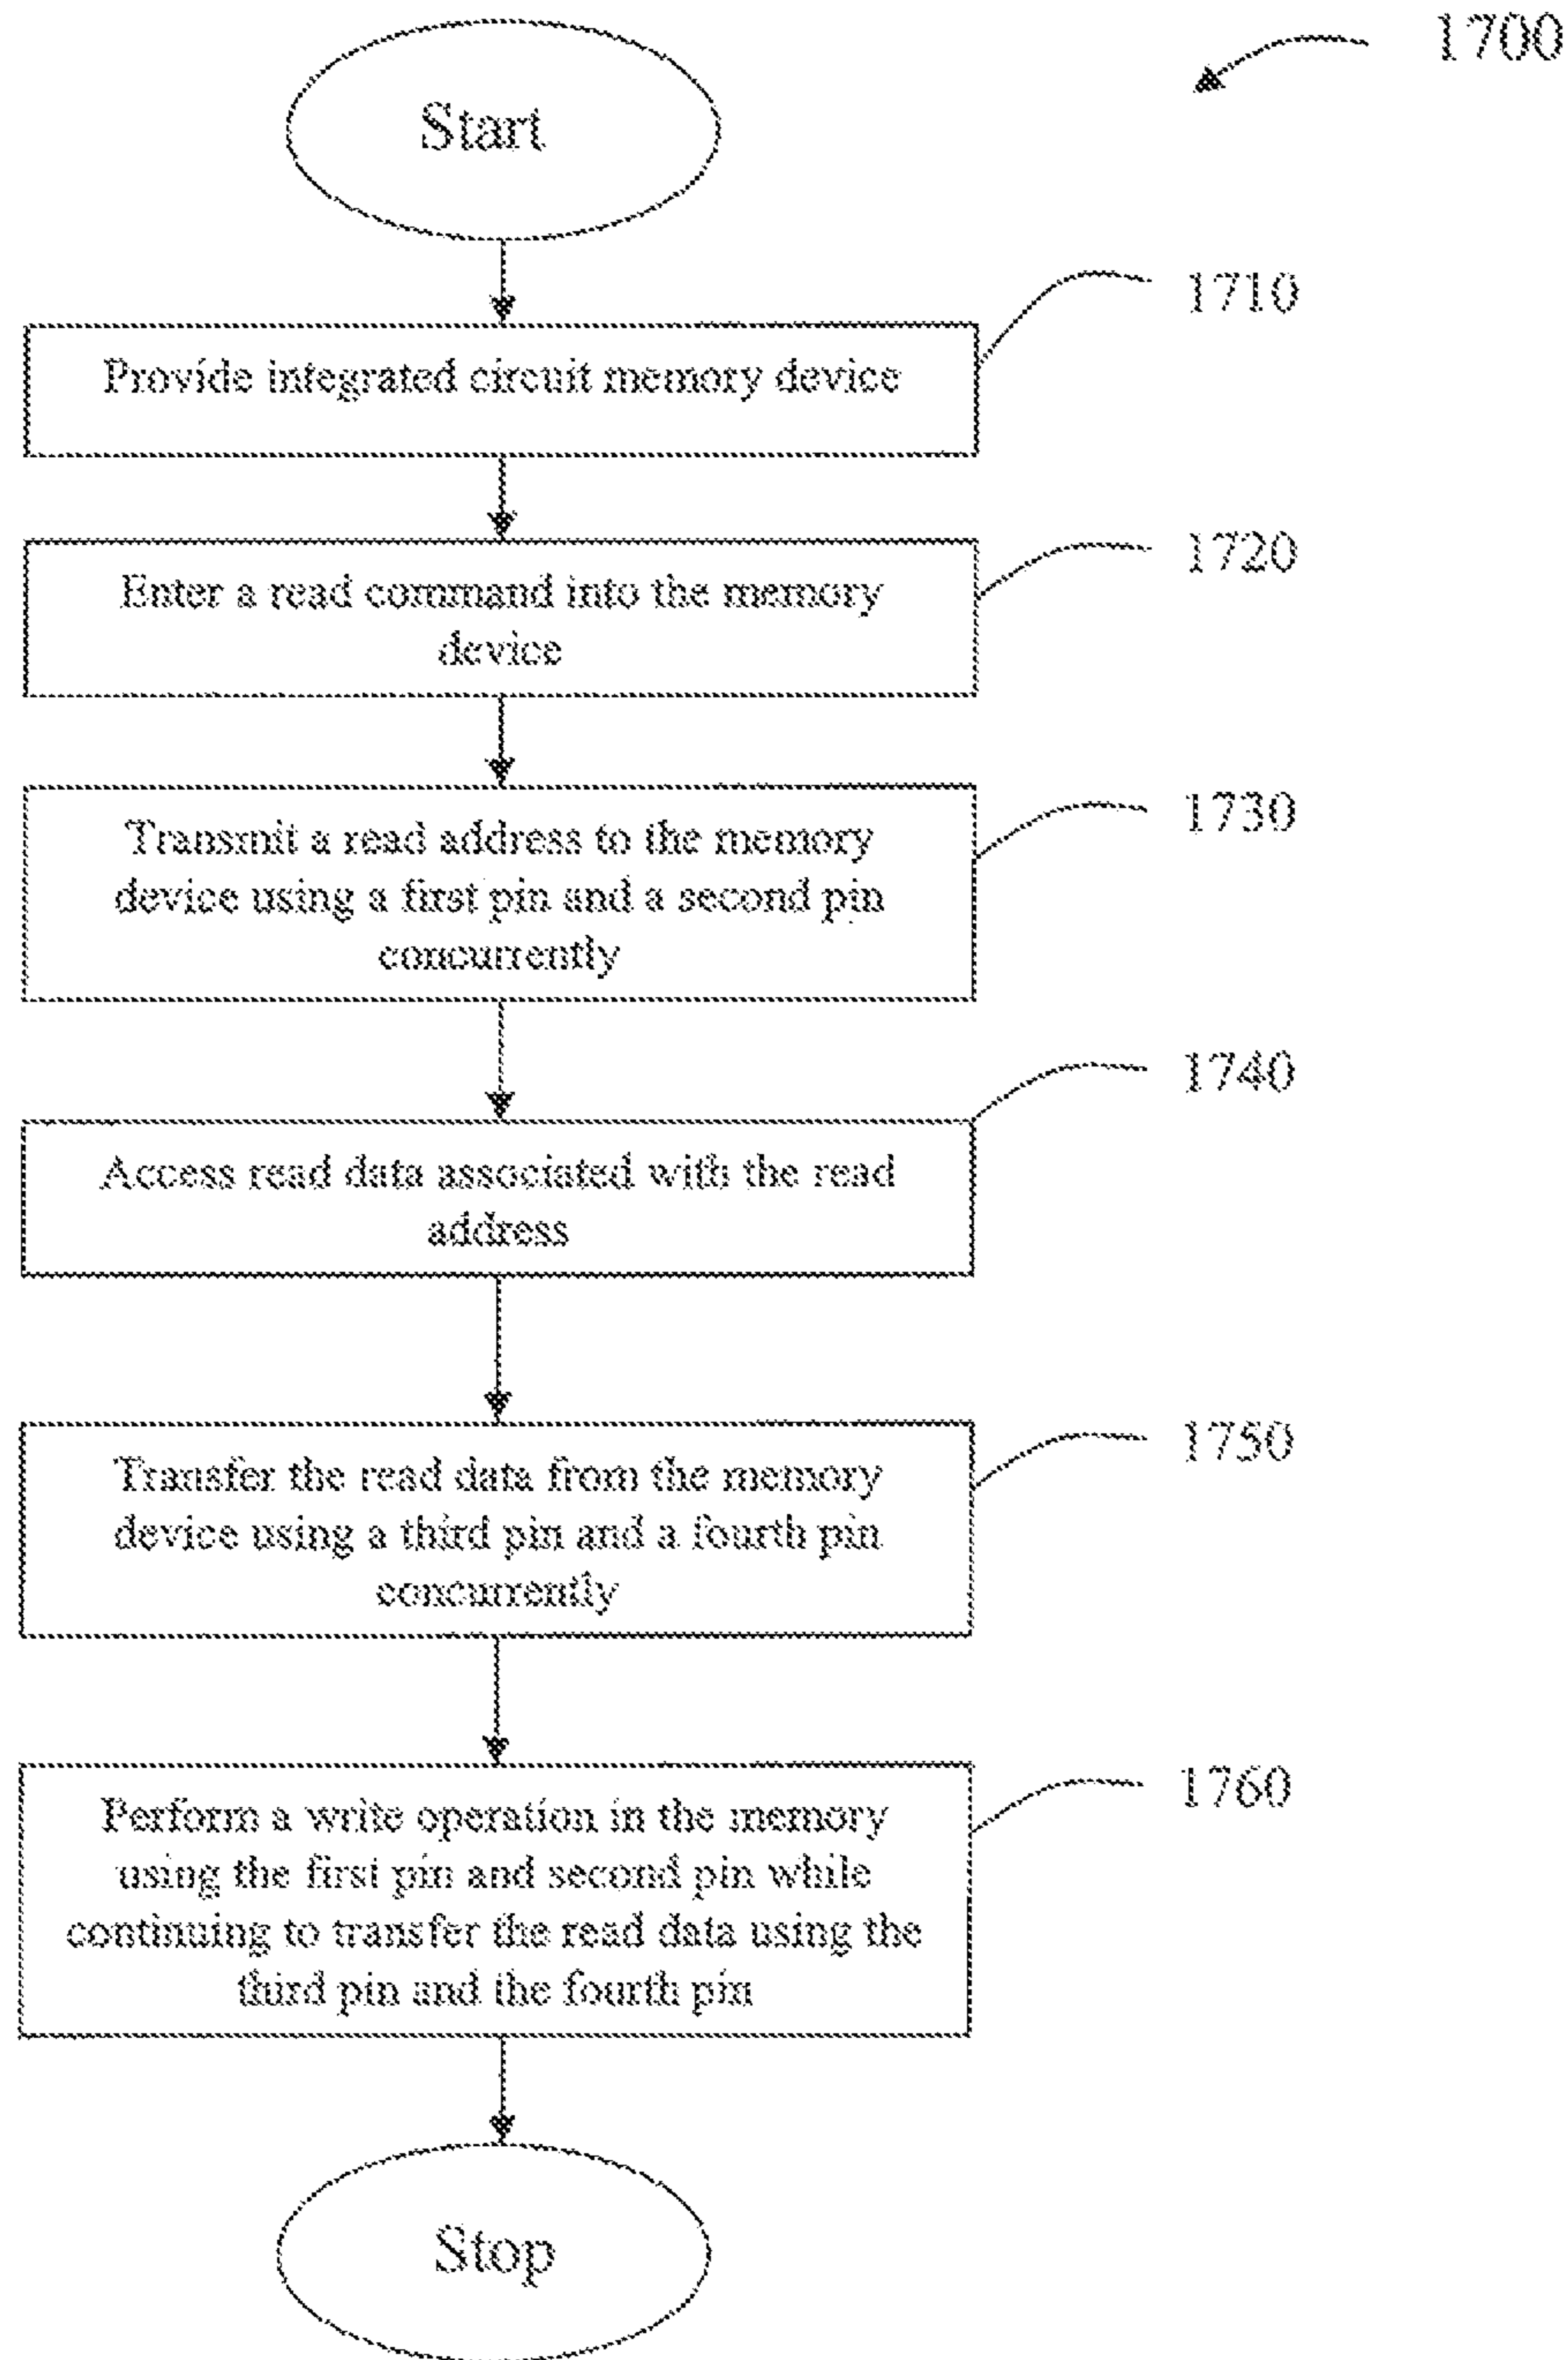 1700
Start
1710
Provide integrated circuit memory device
1720
Enter a read command into the memory
device
1730
Transmit a read address to the memory
device using a first pin and a second pin
concurrently
1740
Access read data associated with the read
address
1750
Transfer the read data from the memory
device using a third pin and a fourth pin
concurrently
1760
Perform a write operation in the memory
using the first pin and second pin while
continuing to transfer the read data using the
third pin and the fourth pin
Stop